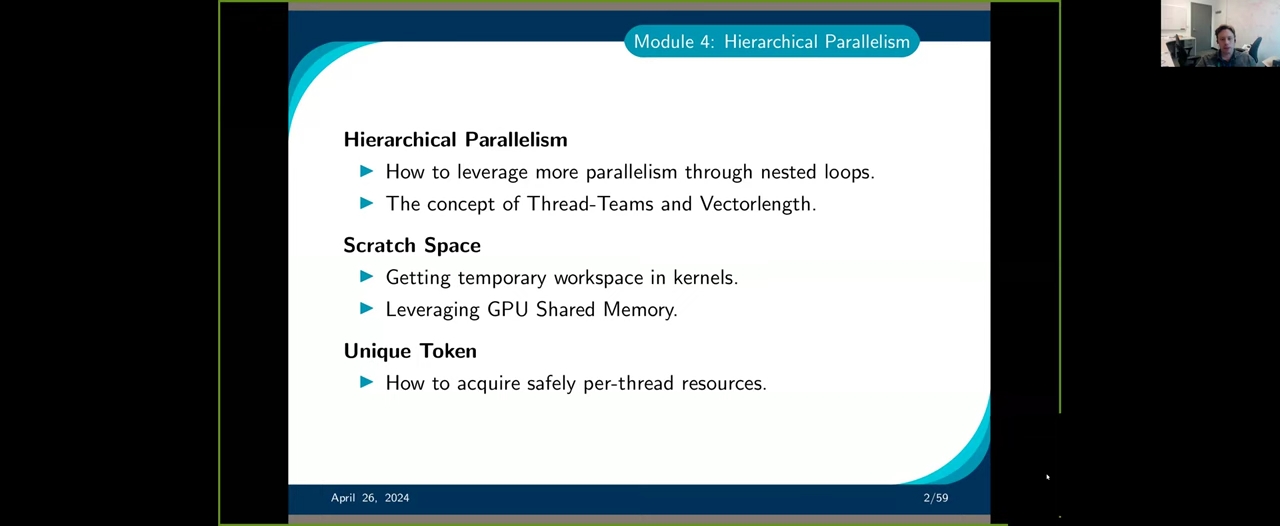 Module 4: Hierarchical Parallelism
Hierarchical Parallelism
How to leverage more parallelism through nested loops.
The concept of Thread-Teams and Vectorlength.
Scratch Space
Getting temporary workspace in kernels.
Leveraging GPU Shared Memory.
Unique Token
How to acquire safely per-thread resources.
April 26, 2024
2/59